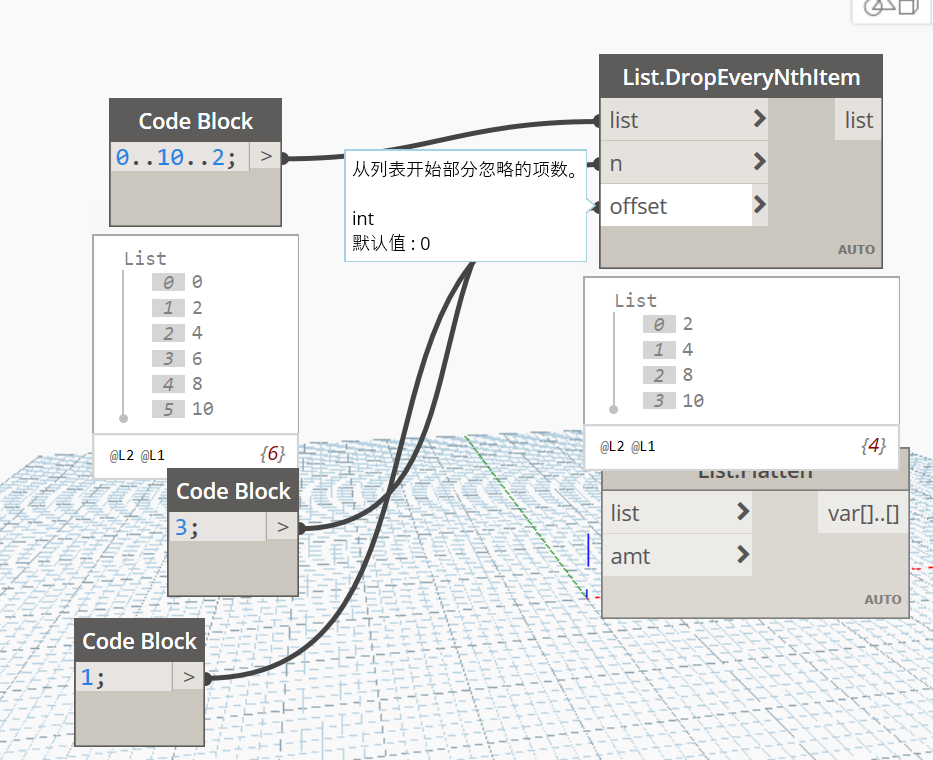 List.DropEveryNthItem
list > list
n >
offset >
AUTO
Code Block
0..10..2; >
从列表开始部分忽略的项数。
int
默认值 : 0
List
0 0
1 2
2 4
3 6
4 8
5 10
@L2 @L1 {6}
List
0 2
1 4
2 8
3 10
@L2 @L1 {4}
Code Block
3; >
List.Flatten
list > var[]..[]
amt >
AUTO
Code Block
1; >